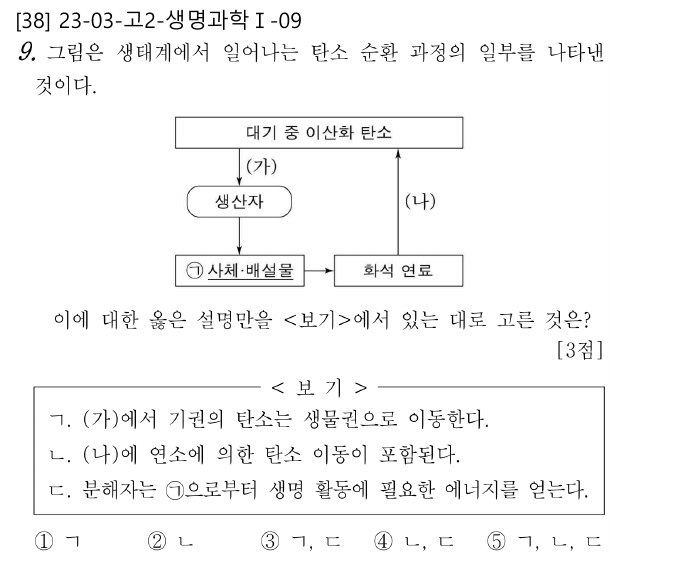 [38] 23-03-고2-생명과학Ⅰ-09
9. 그림은 생태계에서 일어나는 탄소 순환 과정의 일부를 나타낸
것이다.
대기 중 이산화 탄소
(가)
생산자
(나)
㉠ 사체·배설물
화석 연료
이에 대한 옳은 설명만을 <보기>에서 있는 대로 고른 것은?
[3점]
< 보 기 >
ㄱ. (가)에서 기권의 탄소는 생물권으로 이동한다.
ㄴ. (나)에 연소에 의한 탄소 이동이 포함된다.
ㄷ. 분해자는 ㉠으로부터 생명 활동에 필요한 에너지를 얻는다.
① ㄱ ② ㄴ ③ ㄱ, ㄷ ④ ㄴ, ㄷ ⑤ ㄱ, ㄴ, ㄷ